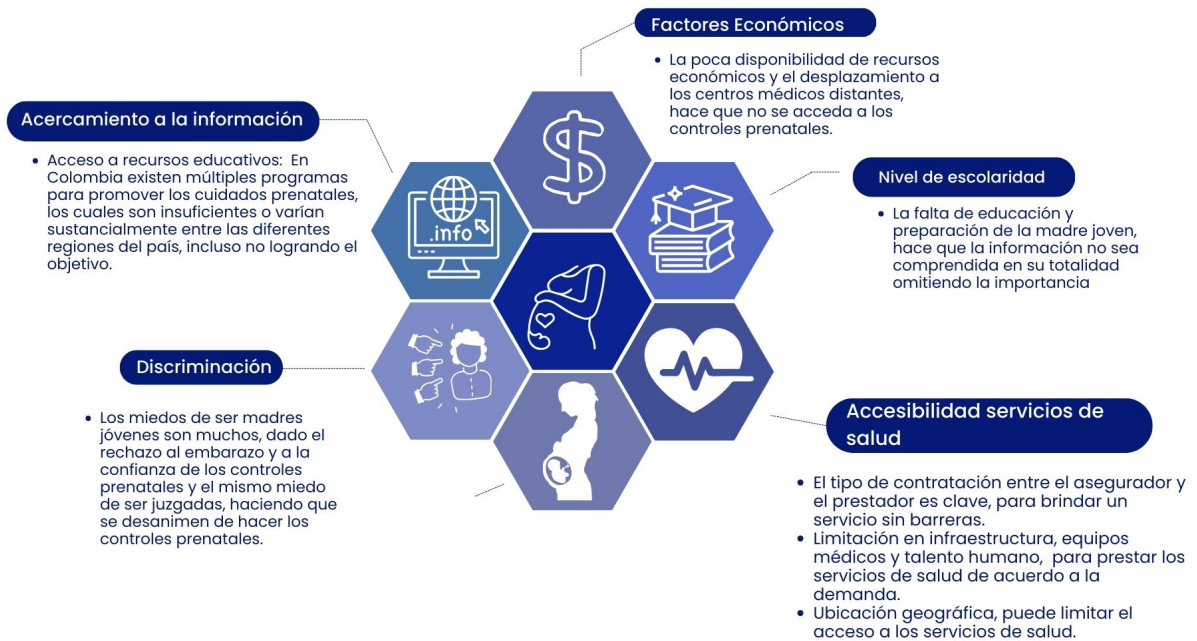 Factores Económicos
• La poca disponibilidad de recursos
económicos y el desplazamiento a
los centros médicos distantes,
hace que no se acceda a los
controles prenatales.
Acercamiento a la información
• Acceso a recursos educativos: En
Colombia existen múltiples programas
para promover los cuidados prenatales,
los cuales son insuficientes o varían
sustancialmente entre las diferentes
regiones del país, incluso no logrando el
objetivo.
.info
Nivel de escolaridad
• La falta de educación y
preparación de la madre joven,
hace que la información no sea
comprendida en su totalidad
omitiendo la importancia
Discriminación
• Los miedos de ser madres
jóvenes son muchos, dado el
rechazo al embarazo y a la
confianza de los controles
prenatales y el mismo miedo
de ser juzgadas, haciendo que
se desanimen de hacer los
controles prenatales.
Accesibilidad servicios de
salud
• El tipo de contratación entre el asegurador y
el prestador es clave, para brindar un
servicio sin barreras.
• Limitación en infraestructura, equipos
médicos y talento humano, para prestar los
servicios de salud de acuerdo a la
demanda.
• Ubicación geográfica, puede limitar el
acceso a los servicios de salud.